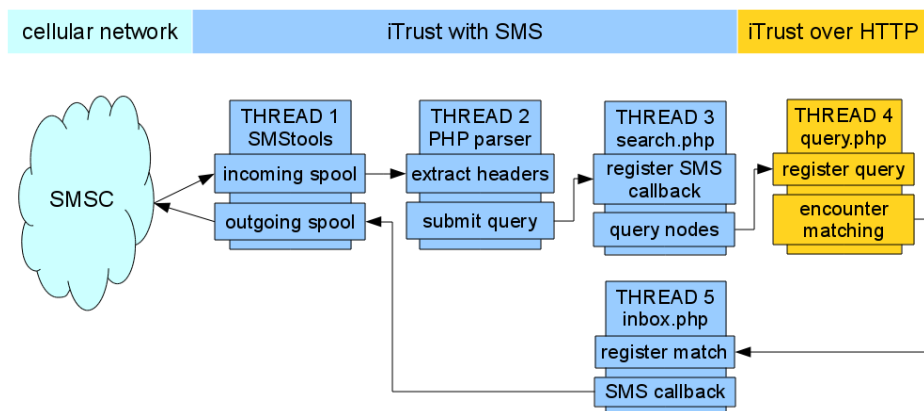 cellular network
iTrust with SMS
iTrust over HTTP
SMSC
THREAD 1
SMStools
incoming spool
outgoing spool
THREAD 2
PHP parser
extract headers
submit query
THREAD 3
search.php
register SMS
callback
query nodes
THREAD 4
query.php
register query
encounter
matching
THREAD 5
inbox.php
register match
SMS callback